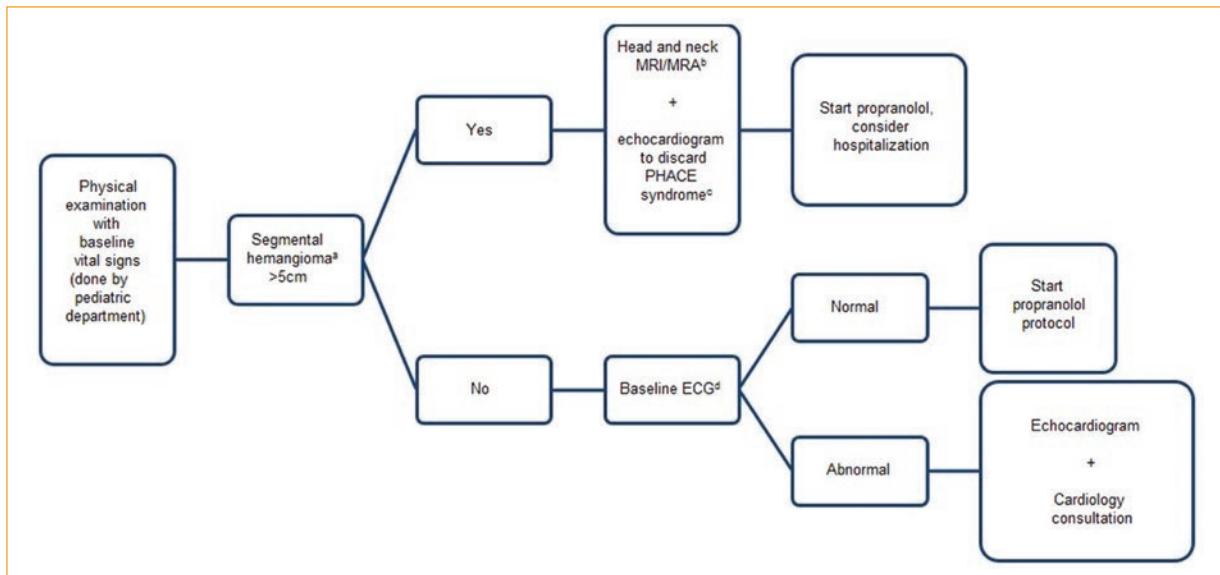 Physical
examination
with
baseline
vital signs
(done by
pediatric
department)
Segmental
hemangiomaª
>5cm
Yes
Head and neck
MRI/MRAᵇ
+
echocardiogram
to discard
PHACE
syndromeᶜ
Start propranolol,
consider
hospitalization
No
Baseline ECGᵈ
Normal
Start
propranolol
protocol
Abnormal
Echocardiogram
+
Cardiology
consultation